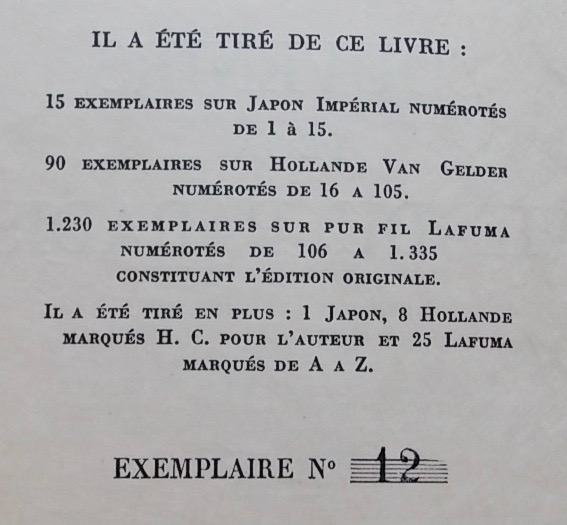 IL A ÉTÉ TIRÉ DE CE LIVRE :
15 EXEMPLAIRES SUR JAPON IMPÉRIAL NUMÉROTÉS
DE 1 à 15.
90 EXEMPLAIRES SUR HOLLANDE VAN GELDER
NUMÉROTÉS DE 16 A 105.
1.230 EXEMPLAIRES SUR PUR FIL LAFUMA
NUMÉROTÉS DE 106 A 1.335
CONSTITUANT L'ÉDITION ORIGINALE.
IL A ÉTÉ TIRÉ EN PLUS : 1 JAPON, 8 HOLLANDE
MARQUÉS H. C. POUR L'AUTEUR ET 25 LAFUMA
MARQUÉS DE A A Z.
EXEMPLAIRE Nº 12